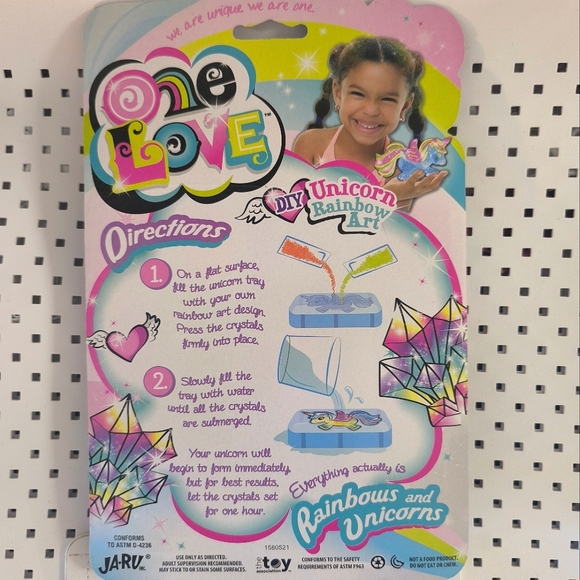 we are unique we are one.
One
LOVE™
DIY Unicorn
Rainbow
Art
Directions
1.
On a flat surface,
fill the unicorn tray
with your own
rainbow art design.
Press the crystals
firmly into place.
2.
Slowly fill the
tray with water
until all the crystals
are submerged.
Your unicorn will
begin to form immediately,
but for best results,
let the crystals set
for one hour.
Everything actually is
Rainbows and
Unicorns
CONFORMS
TO ASTM D-4236
JA-RU INC.
USE ONLY AS DIRECTED.
ADULT SUPERVISION RECOMMENDED.
MAY STICK TO OR STAIN SOME SURFACES.
1580521
the toy
association
CONFORMS TO THE SAFETY
REQUIREMENTS OF ASTM F963
NOT A FOOD PRODUCT.
DO NOT EAT OR CHEW.